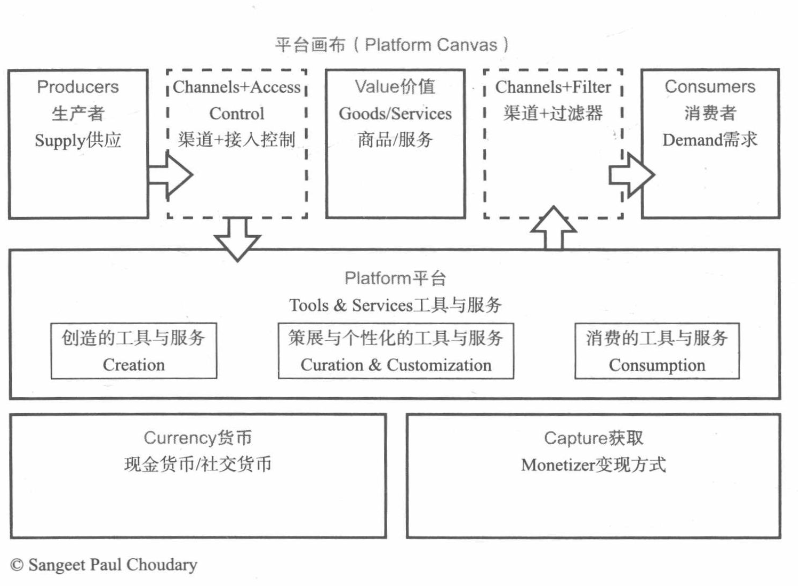 平台画布（Platform Canvas）
Producers
生产者
Supply供应
Channels+Access
Control
渠道+接入控制
Value价值
Goods/Services
商品/服务
Channels+Filter
渠道+过滤器
Consumers
消费者
Demand需求
Platform平台
Tools & Services工具与服务
创造的工具与服务
Creation
策展与个性化的工具与服务
Curation & Customization
消费的工具与服务
Consumption
Currency货币
现金货币/社交货币
Capture获取
Monetizer变现方式
© Sangeet Paul Choudary